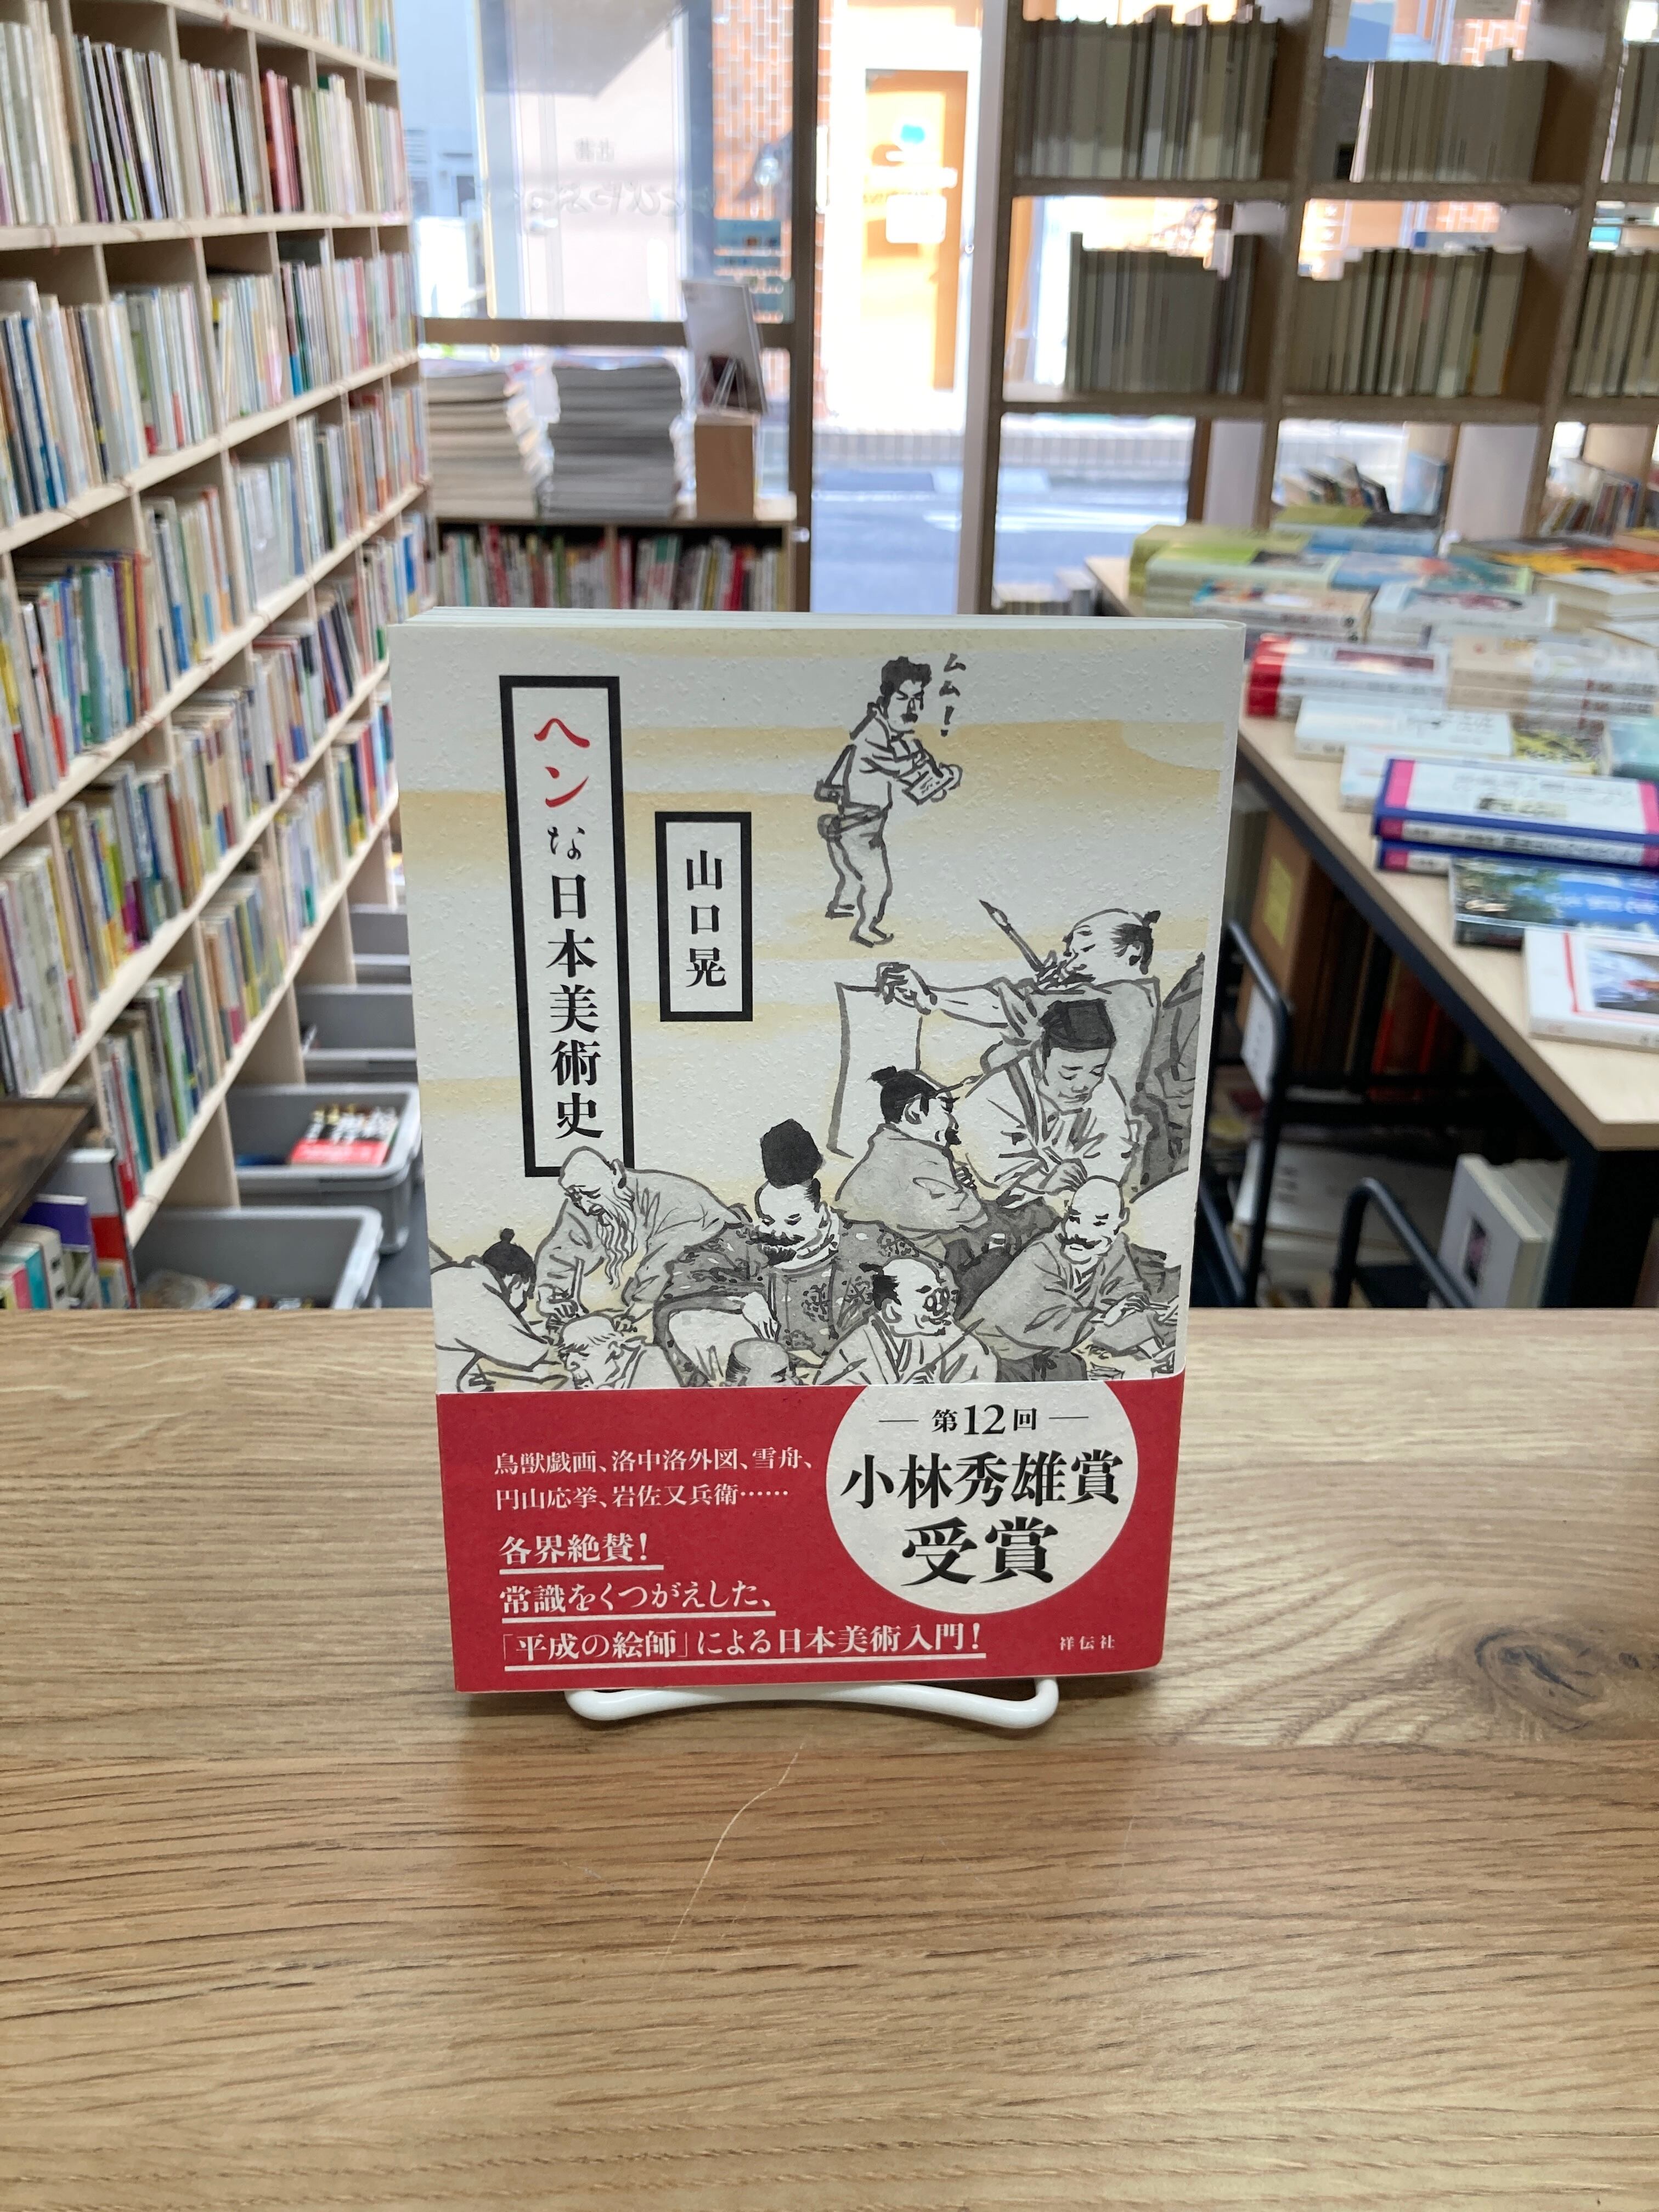 ヘンな日本美術史
山口晃
ムム！
第12回
小林秀雄賞
受賞
鳥獣戯画、洛中洛外図、雪舟、
円山応挙、岩佐又兵衛……
各界絶賛！
常識をくつがえした、
「平成の絵師」による日本美術入門！
祥伝社